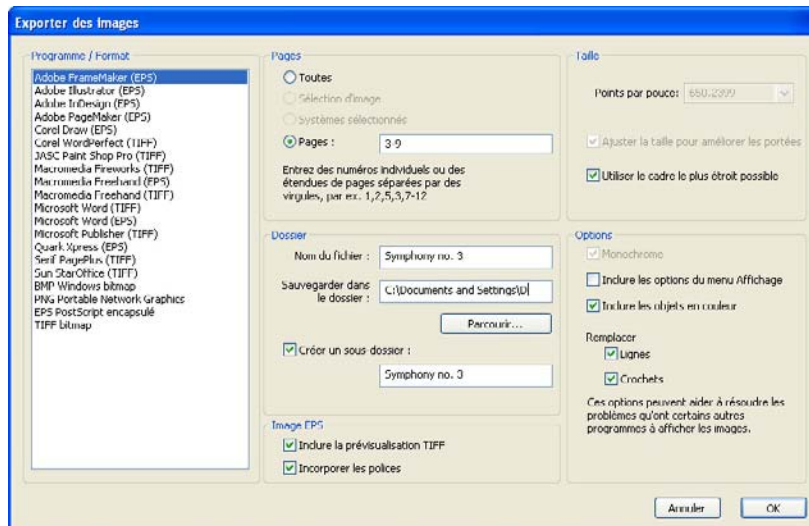 Exporter des Images
Programme / Format
Adobe FrameMaker (EPS)
Adobe Illustrator (EPS)
Adobe InDesign (EPS)
Adobe PageMaker (EPS)
Corel Draw (EPS)
Corel WordPerfect (TIFF)
JASC Paint Shop Pro (TIFF)
Macromedia Fireworks (TIFF)
Macromedia Freehand (EPS)
Macromedia Freehand (TIFF)
Microsoft Word (TIFF)
Microsoft Word (EPS)
Microsoft Publisher (TIFF)
Quark Xpress (EPS)
Serif PagePlus (TIFF)
Sun StarOffice (TIFF)
BMP Windows bitmap
PNG Portable Network Graphics
EPS PostScript encapsulé
TIFF bitmap
Pages
Toutes
Sélection d'image
Systèmes sélectionnés
Pages : 3-9
Entrez des numéros individuels ou des
étendues de pages séparées par des
virgules, par ex. 1,2,5,3,7-12
Dossier
Nom du fichier : Symphony no. 3
Sauvegarder dans
le dossier : C:\Documents and Settings\D
Parcourir...
Créer un sous dossier :
Symphony no. 3
Image EPS
Inclure la prévisualisation TIFF
Incorporer les polices
Taille
Points par pouce: 650.2399
Ajuster la taille pour améliorer les portées
Utiliser le cadre le plus étroit possible
Options
Monochrome
Inclure les options du menu Affichage
Inclure les objets en couleur
Remplacer
Lignes
Crochets
Ces options peuvent aider à résoudre les
problèmes qu'ont certains autres
programmes à afficher les images.
Annuler
OK